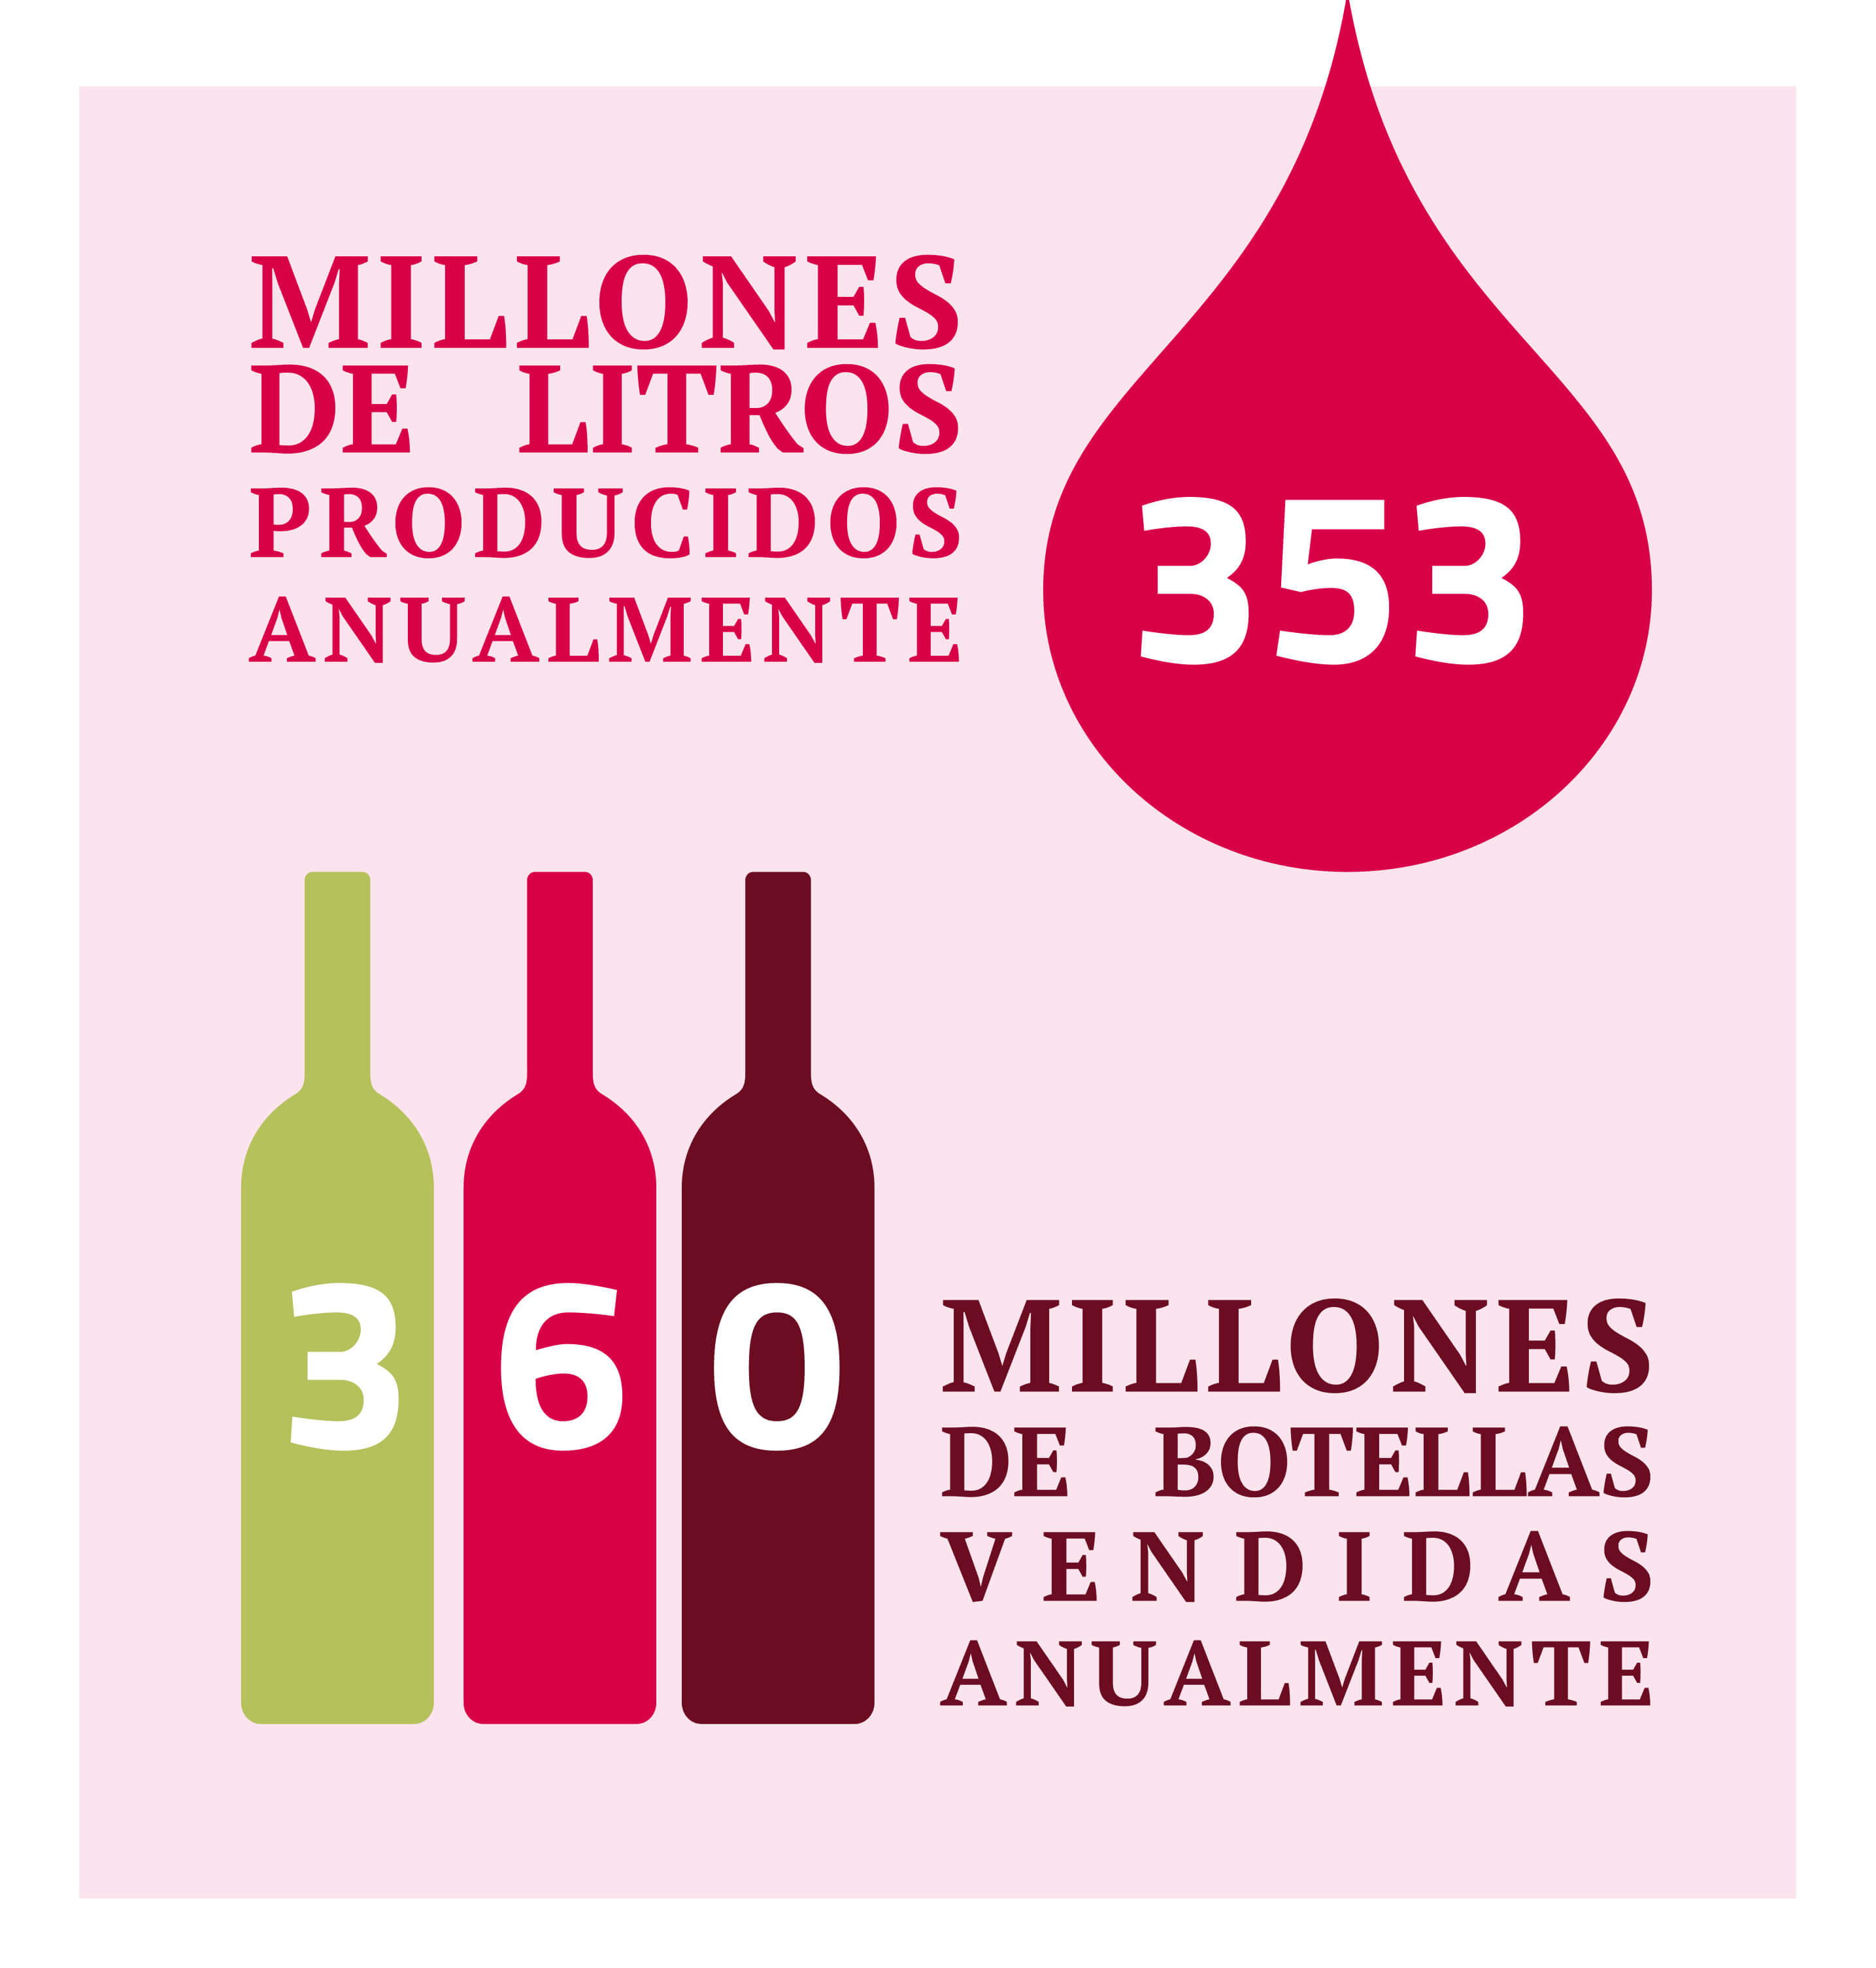 MILLONES
DE LITROS
PRODUCIDOS
ANUALMENTE
353
360
MILLONES
DE BOTELLAS
VENDIDAS
ANUALMENTE